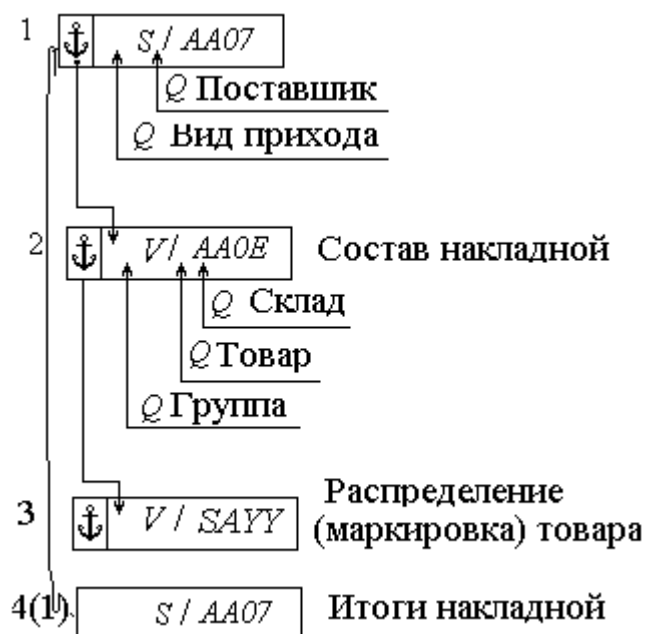 1 S / AA07
Q Поставшик
Q Вид прихода
2 V / AA0E Состав накладной
Q Склад
Q Товар
Q Группа
3 V / SAYY Распределение
(маркировка) товара
4(1) S / AA07 Итоги накладной